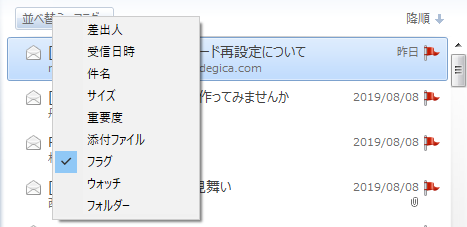 並べ替え: フラグ
降順
差出人
受信日時
件名
サイズ
重要度
添付ファイル
フラグ
ウォッチ
フォルダー
ード再設定について
昨日
degica.com
作ってみませんか
2019/08/08
2019/08/08
見舞い
2019/08/08